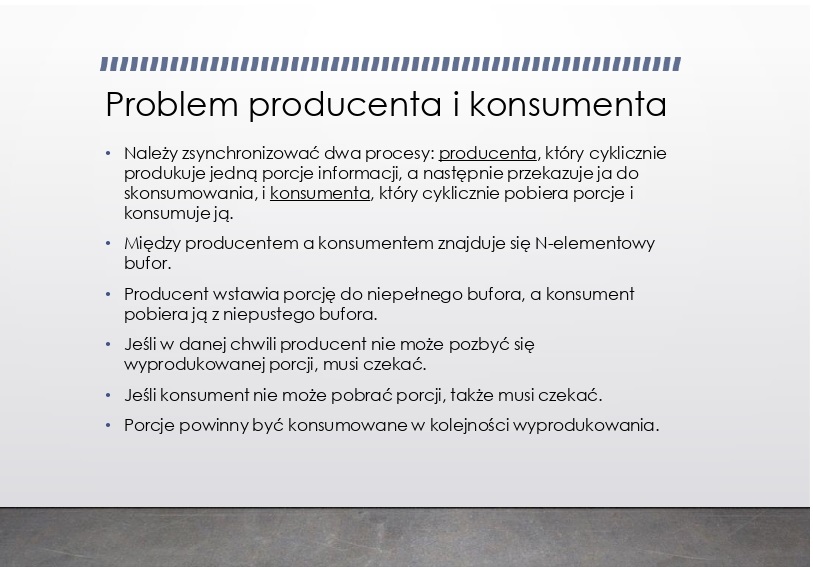 Problem producenta i konsumenta
• Należy zsynchronizować dwa procesy: producenta, który cyklicznie
produkuje jedną porcje informacji, a następnie przekazuje ja do
skonsumowania, i konsumenta, który cyklicznie pobiera porcje i
konsumuje ją.
• Między producentem a konsumentem znajduje się N-elementowy
bufor.
• Producent wstawia porcję do niepełnego bufora, a konsument
pobiera ją z niepustego bufora.
• Jeśli w danej chwili producent nie może pozbyć się
wyprodukowanej porcji, musi czekać.
• Jeśli konsument nie może pobrać porcji, także musi czekać.
• Porcje powinny być konsumowane w kolejności wyprodukowania.